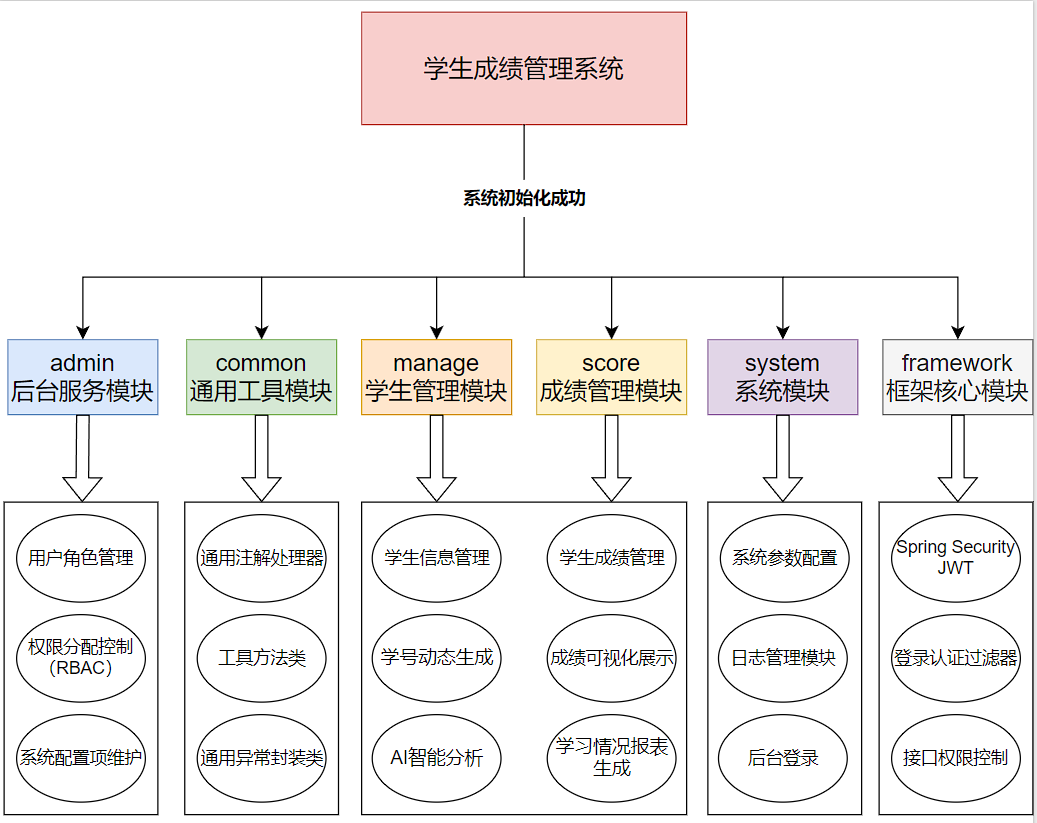 学生成绩管理系统
系统初始化成功
admin
后台服务模块
common
通用工具模块
manage
学生管理模块
score
成绩管理模块
system
系统模块
framework
框架核心模块
用户角色管理
权限分配控制
（RBAC）
系统配置项维护
通用注解处理器
工具方法类
通用异常封装类
学生信息管理
学号动态生成
AI智能分析
学生成绩管理
成绩可视化展示
学习情况报表
生成
系统参数配置
日志管理模块
后台登录
Spring Security
JWT
登录认证过滤器
接口权限控制